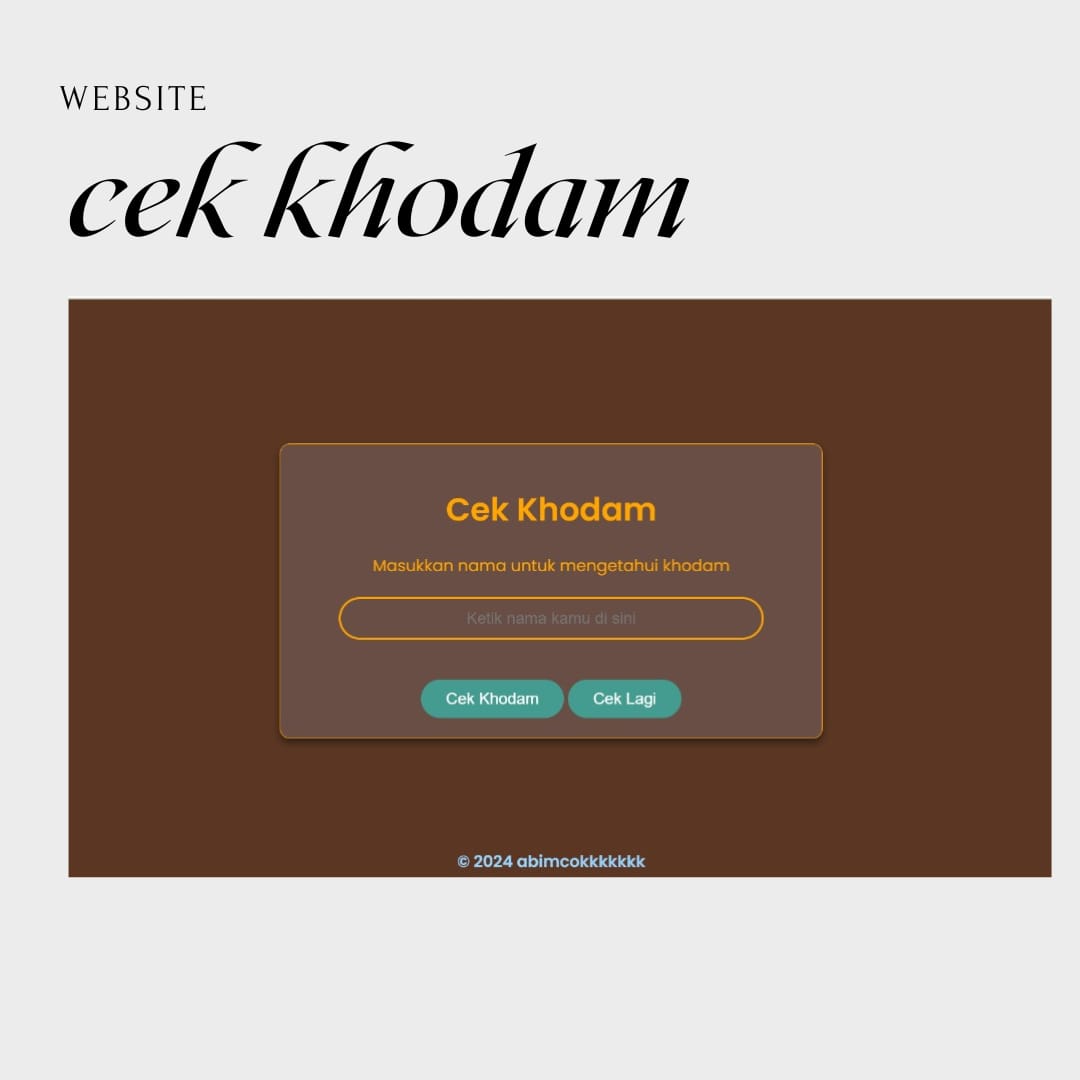 WEBSITE
cek khodam
Cek Khodam
Masukkan nama untuk mengetahui khodam
Ketik nama kamu di sini
Cek Khodam Cek Lagi
© 2024 abimcokkkkkkk